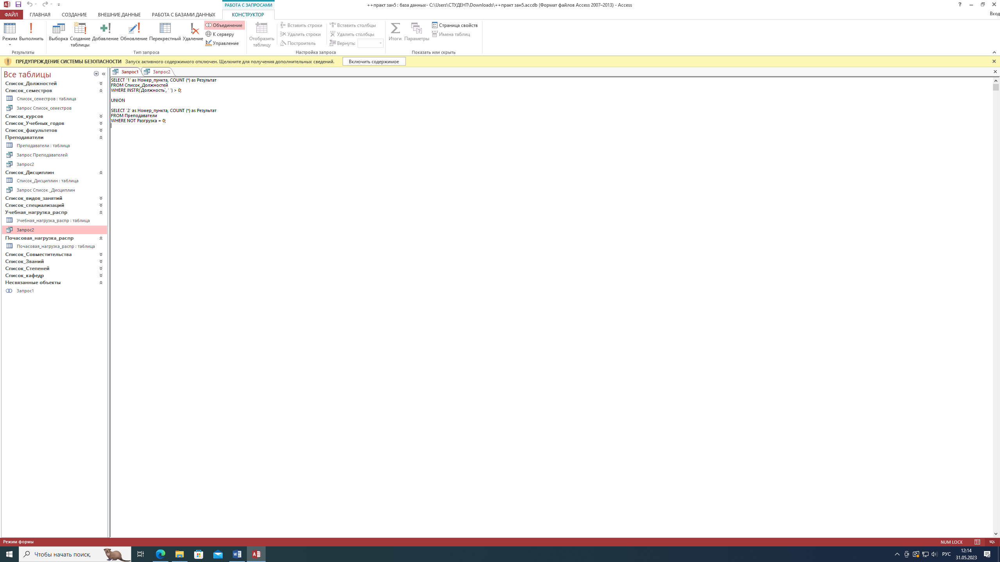 РАБОТА С ЗАПРОСАМИ
++практ зан5 : база данных- C:\Users\СТУДЕНТ\Downloads\++практ зан5.accdb (Формат файлов Access 2007–2013) - Access
ФАЙЛ ГЛАВНАЯ СОЗДАНИЕ ВНЕШНИЕ ДАННЫЕ РАБОТА С БАЗАМИ ДАННЫХ КОНСТРУКТОР Вход
Режим Выполнить
Результаты
Выборка Создание таблицы Добавление Обновление Перекрестный Удаление
Объединение
К серверу
Управление
Тип запроса
Отобразить таблицу
Вставить строки
Удалить строки
Построитель
Вставить столбцы
Удалить столбцы
Вернуть:
Настройка запроса
Итоги Параметры
Страница свойств
Имена таблиц
Показать или скрыть
ПРЕДУПРЕЖДЕНИЕ СИСТЕМЫ БЕЗОПАСНОСТИ Запуск активного содержимого отключен. Щелкните для получения дополнительных сведений. Включить содержимое
Все таблицы
Список_Должностей
Список_семестров
Список_семестров : таблица
Запрос Список_семестров
Список_курсов
Список_Учебных_годов
Список_факультетов
Преподаватели
Преподаватели : таблица
Запрос Преподавателей
Запрос2
Список_Дисциплин
Список_Дисциплин : таблица
Запрос Список _Дисциплин
Список_видов_занятий
Список_специализаций
Учебная_нагрузка_распр
Учебная_нагрузка_распр : таблица
Запрос2
Почасовая_нагрузка_распр
Почасовая_нагрузка_распр : таблица
Список_Совместительства
Список_Званий
Список_Степеней
Список_кафедр
Несвязанные объекты
Запрос1
Запрос1 Запрос2
SELECT '1' as Номер_пункта, COUNT (*) as Результат
FROM Список_Должностей
WHERE INSTR(`Должность`, ' ') > 0;
UNION
SELECT '2' as Номер_пункта, COUNT (*) as Результат
FROM Преподаватели
WHERE NOT Разгрузка = 0;
Режим формы
NUM LOCK
SQL
Чтобы начать поиск,
РУС
12:14
31.05.2023